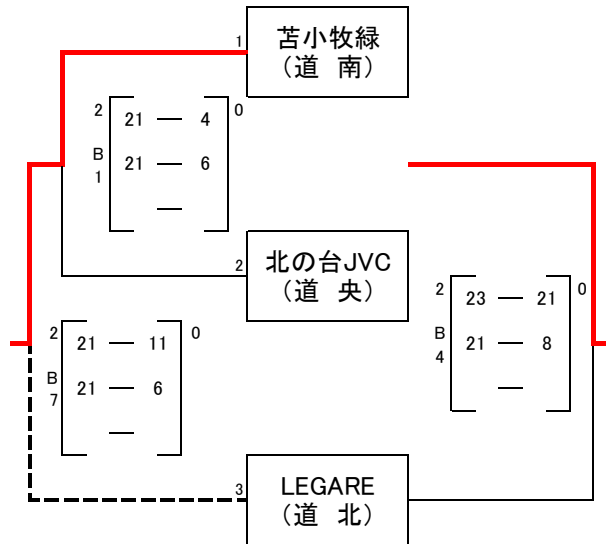 1
苫小牧緑
(道 南)
2 21 ― 4 0
B 21 ― 6
1 ―
2
北の台JVC
(道 央)
2 23 ― 21 0
B 21 ― 8
4 ―
2 21 ― 11 0
B 21 ― 6
7 ―
3
LEGARE
(道 北)